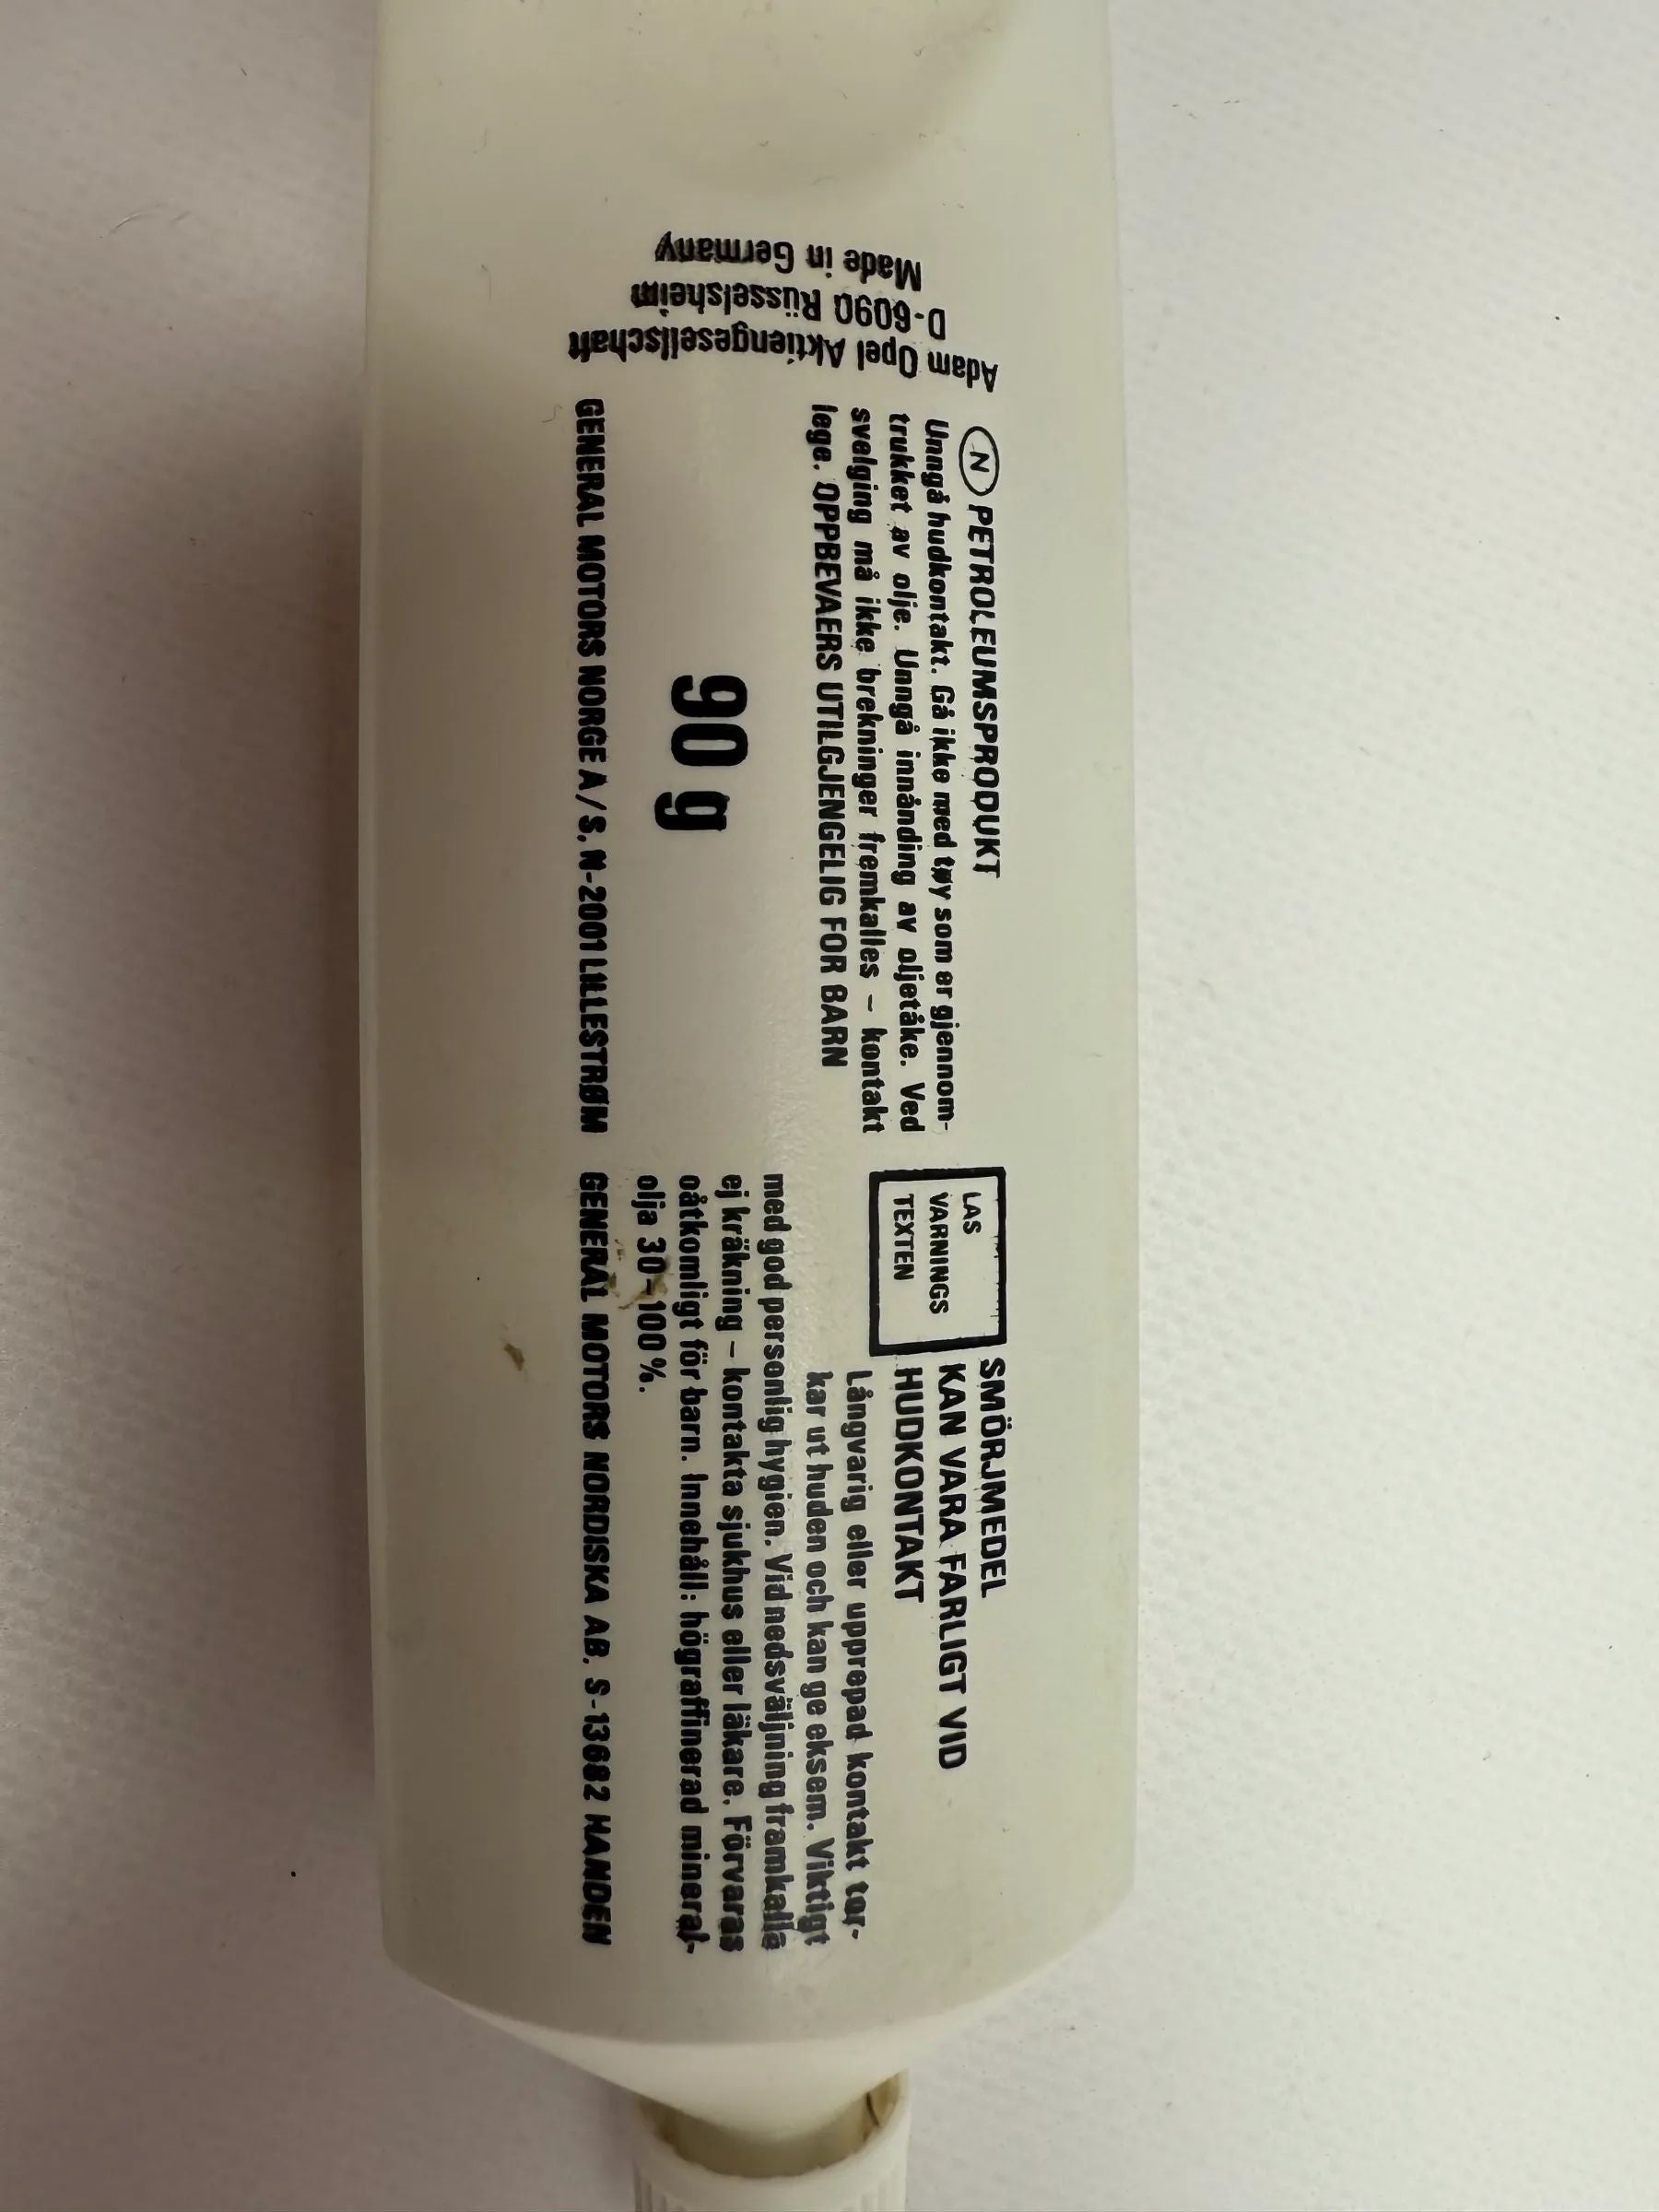 Adam Opel Aktiengesellschaft
D-6090 Rüsselsheim
Made in Germany
N PETROLEUMSPRODUKT
Unngå hudkontakt. Gå ikke med tøy som er gjennom-
trukket av olje. Unngå innånding av oljetåke. Ved
svelging må ikke brekninger fremkalles – kontakt
lege. OPPBEVAERS UTILGJENGELIG FOR BARN
90 g
GENERAL MOTORS NORGE A/S, N-2001 LILLESTRØM
LAS
VARNINGS
TEXTEN
SMÖRJMEDEL
KAN VARA FARLIGT VID
HUDKONTAKT
Långvarig eller upprepad kontakt tor-
kar ut huden och kan ge eksem. Viktigt
med god personlig hygien. Vid nedsväljning framkalla
ej kräkning – kontakta sjukhus eller läkare. Förvaras
oåtkomligt för barn. Innehåll: högraffinerad mineral-
olja 30–100 %.
GENERAL MOTORS NORDISKA AB, S-13682 HANDEN